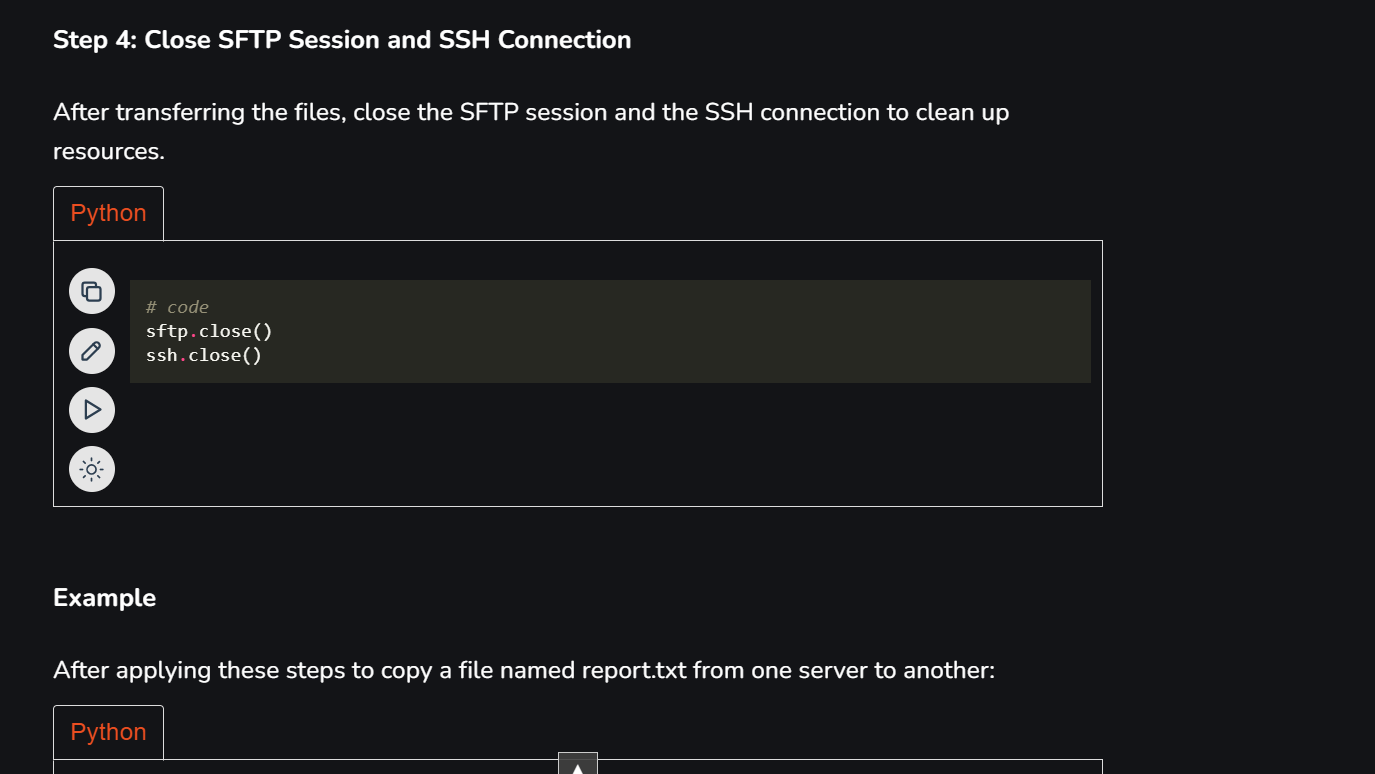 Step 4: Close SFTP Session and SSH Connection
After transferring the files, close the SFTP session and the SSH connection to clean up
resources.
Python
# code
sftp.close()
ssh.close()
Example
After applying these steps to copy a file named report.txt from one server to another:
Python